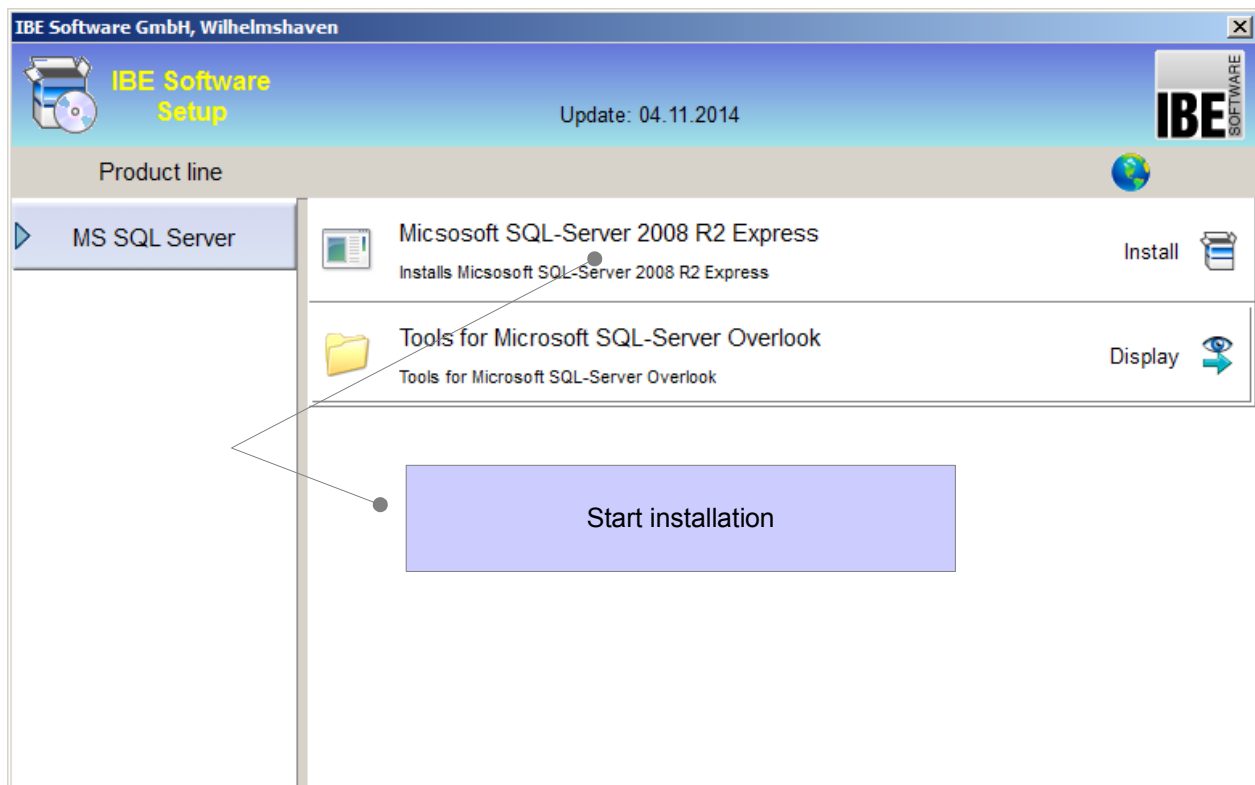 IBE Software GmbH, Wilhelmshaven
IBE Software
Setup
Update: 04.11.2014
IBE
SOFTWARE
Product line
MS SQL Server
Micsosoft SQL-Server 2008 R2 Express
Installs Micsosoft SQL-Server 2008 R2 Express
Install
Tools for Microsoft SQL-Server Overlook
Tools for Microsoft SQL-Server Overlook
Display
Start installation